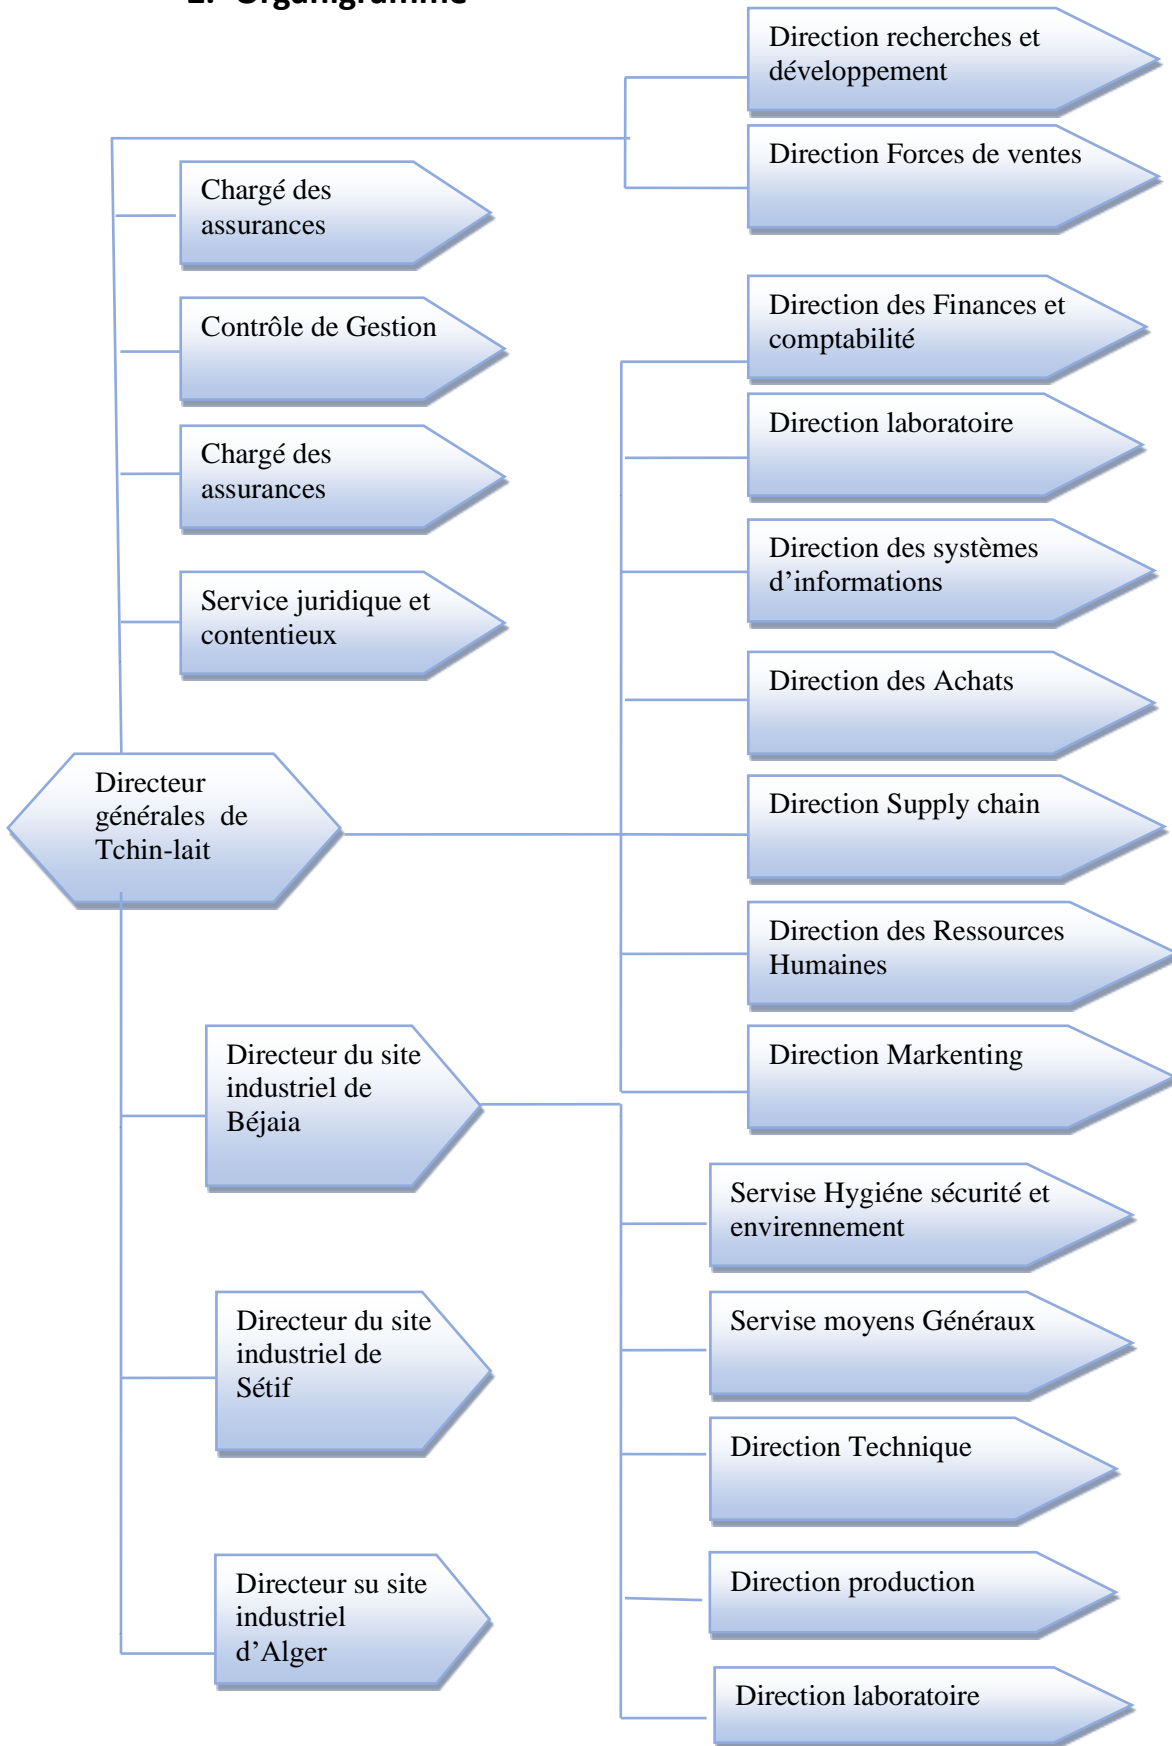 Direction recherches et
développement
Direction Forces de ventes
Chargé des
assurances
Contrôle de Gestion
Chargé des
assurances
Service juridique et
contentieux
Direction des Finances et
comptabilité
Direction laboratoire
Direction des systèmes
d’informations
Direction des Achats
Direction Supply chain
Direction des Ressources
Humaines
Direction Markenting
Directeur
générales de
Tchin-lait
Directeur du site
industriel de
Béjaia
Servise Hygiéne sécurité et
envirennement
Servise moyens Généraux
Direction Technique
Direction production
Direction laboratoire
Directeur du site
industriel de
Sétif
Directeur su site
industriel
d’Alger